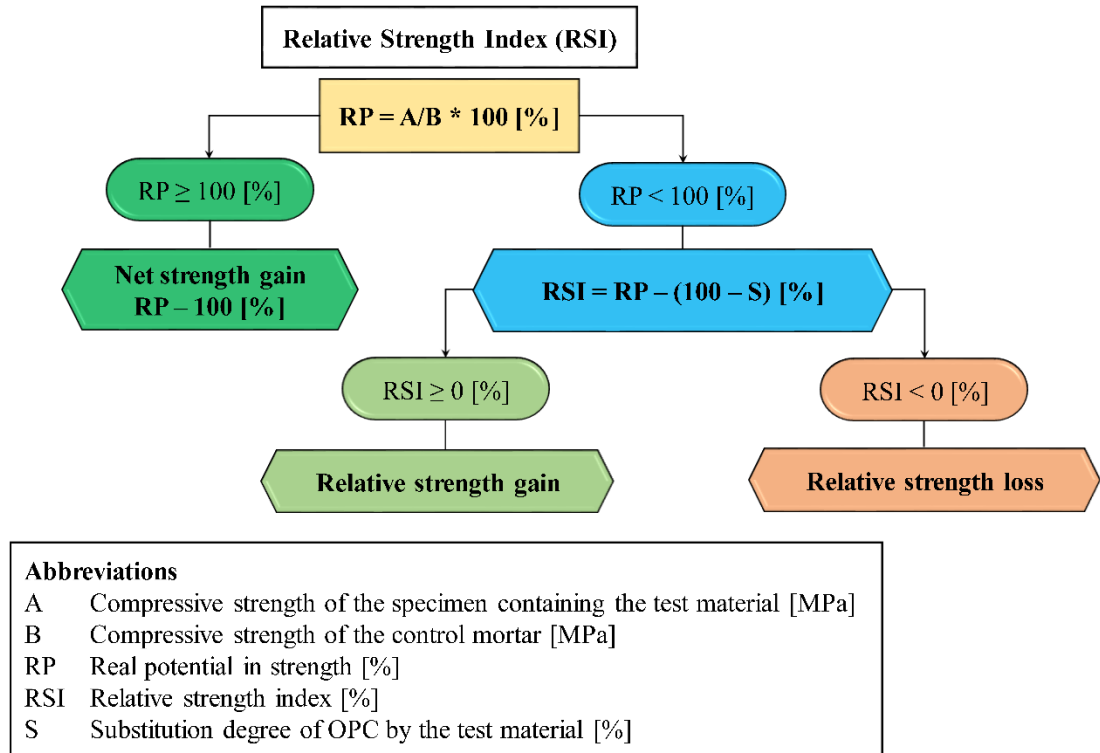 Relative Strength Index (RSI)
RP = A/B * 100 [%]
RP ≥ 100 [%]
RP < 100 [%]
Net strength gain
RP – 100 [%]
RSI = RP – (100 – S) [%]
RSI ≥ 0 [%]
RSI < 0 [%]
Relative strength gain
Relative strength loss
Abbreviations
A Compressive strength of the specimen containing the test material [MPa]
B Compressive strength of the control mortar [MPa]
RP Real potential in strength [%]
RSI Relative strength index [%]
S Substitution degree of OPC by the test material [%]